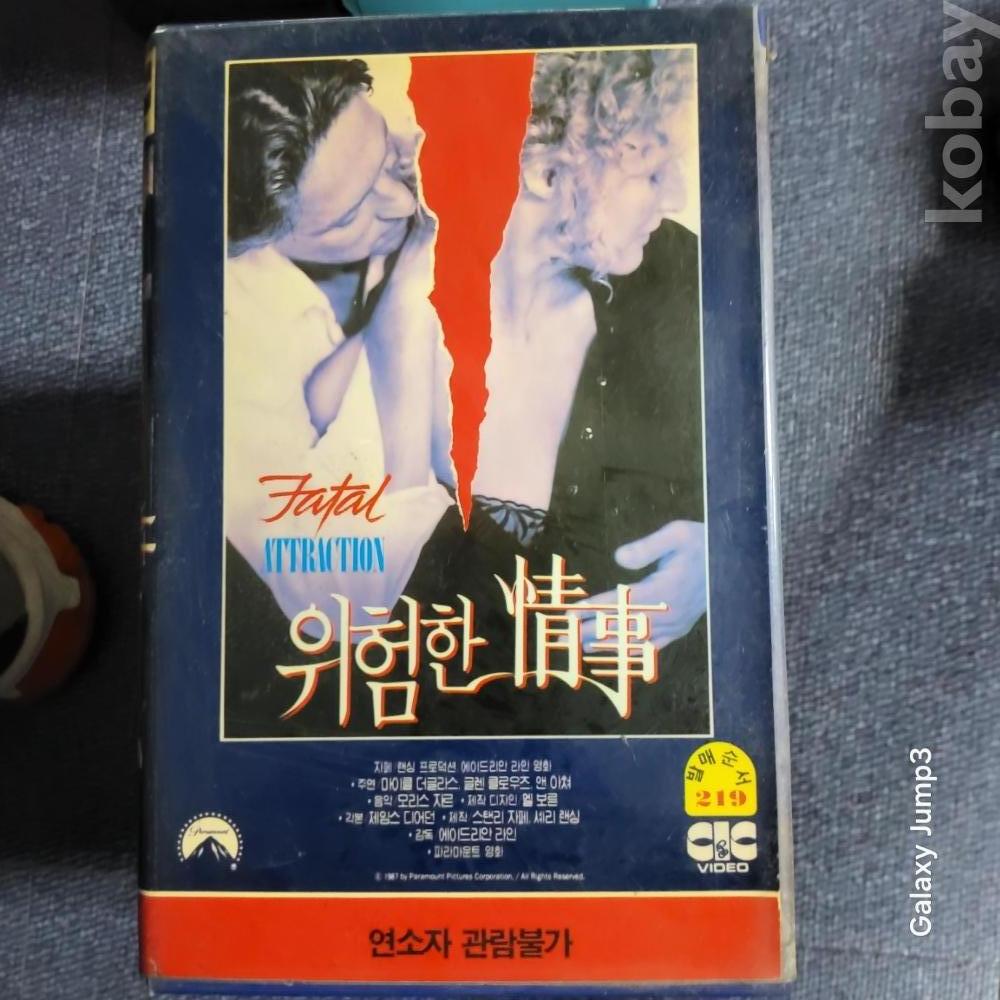 kobay
Fatal
ATTRACTION
위험한 情事
자페 랜싱 프로덕션 에이드리안 라인 영화
• 주연 마이클 더글라스, 글렌 클로우즈, 앤 아쳐
• 음악 모리스 자르 • 제작 디자인 멜 보른
• 각본 제임스 디어던 • 제작 스탠리 자페, 셰리 랜싱
• 감독 에이드리안 라인
• 파라마운트 영화
© 1987 by Paramount Pictures Corporation. / All Rights Reserved.
Paramount
발매순서
219
CIC
VIDEO
연소자 관람불가
Galaxy Jump3